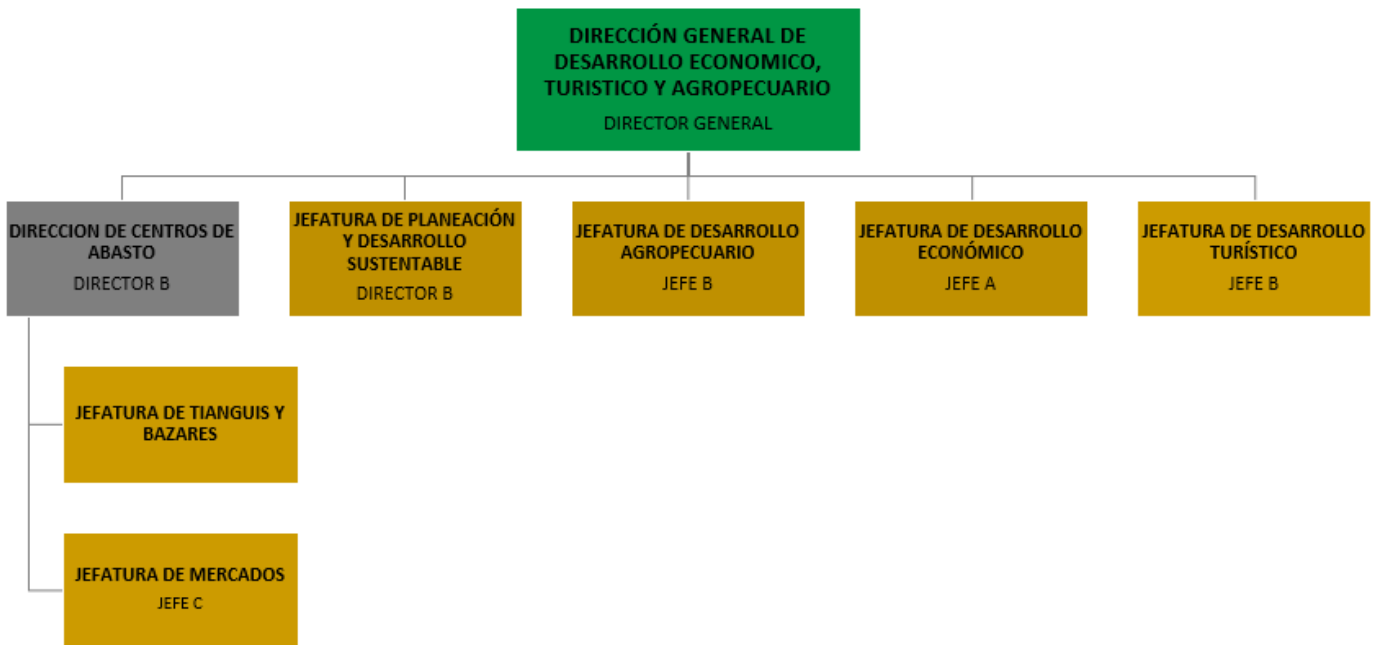 DIRECCIÓN GENERAL DE
DESARROLLO ECONOMICO,
TURISTICO Y AGROPECUARIO
DIRECTOR GENERAL
DIRECCION DE CENTROS DE
ABASTO
DIRECTOR B
JEFATURA DE PLANEACIÓN
Y DESARROLLO
SUSTENTABLE
DIRECTOR B
JEFATURA DE DESARROLLO
AGROPECUARIO
JEFE B
JEFATURA DE DESARROLLO
ECONÓMICO
JEFE A
JEFATURA DE DESARROLLO
TURÍSTICO
JEFE B
JEFATURA DE TIANGUIS Y
BAZARES
JEFATURA DE MERCADOS
JEFE C